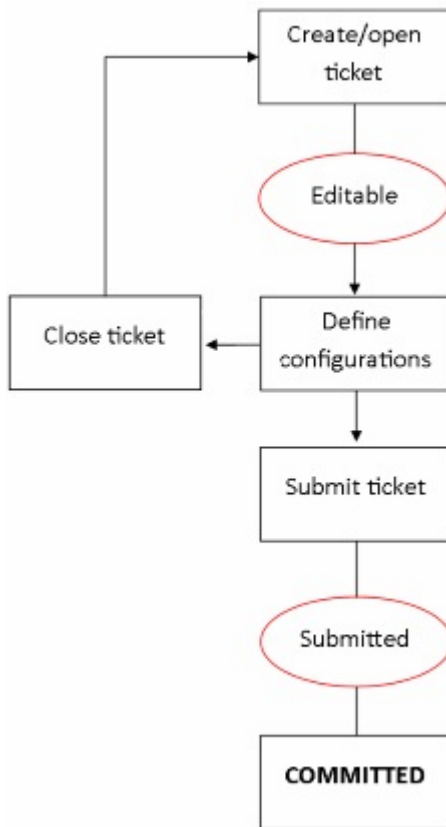 Create/open
ticket
Editable
Close ticket
Define
configurations
Submit ticket
Submitted
COMMITTED